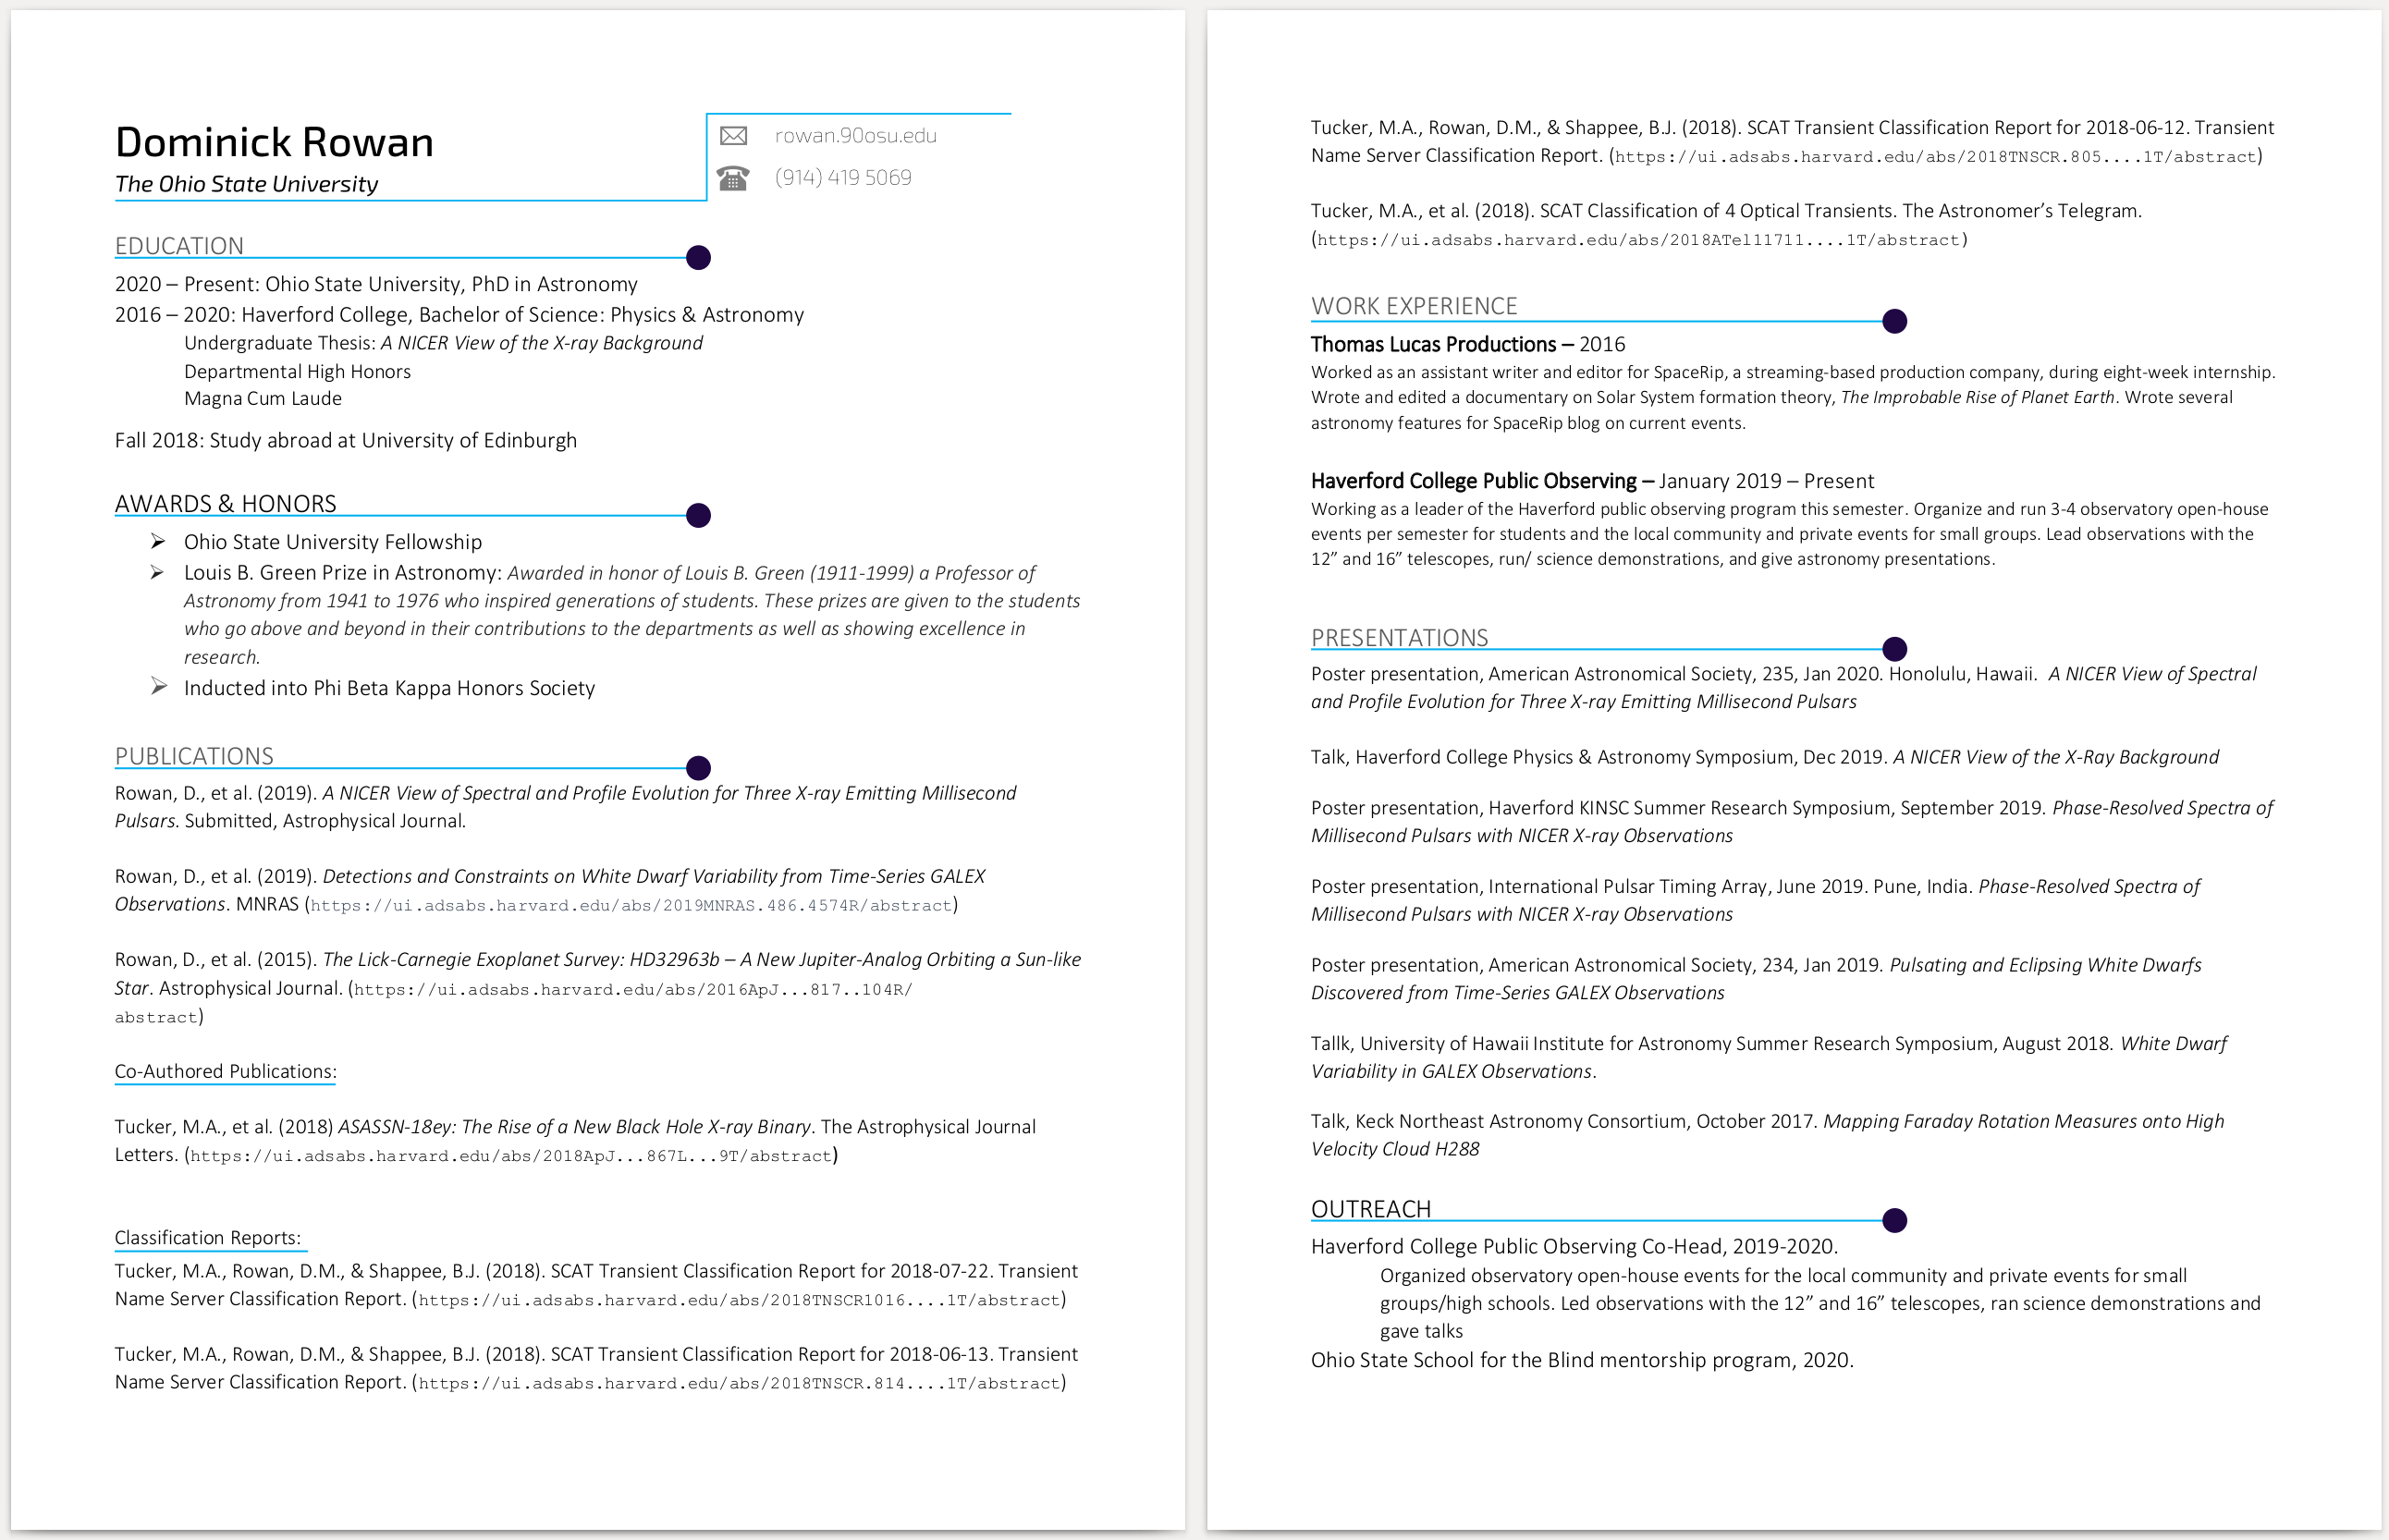 Dominick Rowan
The Ohio State University
rowan.90osu.edu
(914) 419 5069
EDUCATION
2020 – Present: Ohio State University, PhD in Astronomy
2016 – 2020: Haverford College, Bachelor of Science: Physics & Astronomy
Undergraduate Thesis: A NICER View of the X-ray Background
Departmental High Honors
Magna Cum Laude
Fall 2018: Study abroad at University of Edinburgh
AWARDS & HONORS
➢ Ohio State University Fellowship
➢ Louis B. Green Prize in Astronomy: Awarded in honor of Louis B. Green (1911-1999) a Professor of
Astronomy from 1941 to 1976 who inspired generations of students. These prizes are given to the students
who go above and beyond in their contributions to the departments as well as showing excellence in
research.
➢ Inducted into Phi Beta Kappa Honors Society
PUBLICATIONS
Rowan, D., et al. (2019). A NICER View of Spectral and Profile Evolution for Three X-ray Emitting Millisecond
Pulsars. Submitted, Astrophysical Journal.
Rowan, D., et al. (2019). Detections and Constraints on White Dwarf Variability from Time-Series GALEX
Observations. MNRAS (https://ui.adsabs.harvard.edu/abs/2019MNRAS.486.4574R/abstract)
Rowan, D., et al. (2015). The Lick-Carnegie Exoplanet Survey: HD32963b – A New Jupiter-Analog Orbiting a Sun-like
Star. Astrophysical Journal. (https://ui.adsabs.harvard.edu/abs/2016ApJ...817..104R/
abstract)
Co-Authored Publications:
Tucker, M.A., et al. (2018) ASASSN-18ey: The Rise of a New Black Hole X-ray Binary. The Astrophysical Journal
Letters. (https://ui.adsabs.harvard.edu/abs/2018ApJ...867L...9T/abstract)
Classification Reports:
Tucker, M.A., Rowan, D.M., & Shappee, B.J. (2018). SCAT Transient Classification Report for 2018-07-22. Transient
Name Server Classification Report. (https://ui.adsabs.harvard.edu/abs/2018TNSCR1016....1T/abstract)
Tucker, M.A., Rowan, D.M., & Shappee, B.J. (2018). SCAT Transient Classification Report for 2018-06-13. Transient
Name Server Classification Report. (https://ui.adsabs.harvard.edu/abs/2018TNSCR.814....1T/abstract)
Tucker, M.A., Rowan, D.M., & Shappee, B.J. (2018). SCAT Transient Classification Report for 2018-06-12. Transient
Name Server Classification Report. (https://ui.adsabs.harvard.edu/abs/2018TNSCR.805....1T/abstract)
Tucker, M.A., et al. (2018). SCAT Classification of 4 Optical Transients. The Astronomer’s Telegram.
(https://ui.adsabs.harvard.edu/abs/2018ATel11711....1T/abstract)
WORK EXPERIENCE
Thomas Lucas Productions – 2016
Worked as an assistant writer and editor for SpaceRip, a streaming-based production company, during eight-week internship.
Wrote and edited a documentary on Solar System formation theory, The Improbable Rise of Planet Earth. Wrote several
astronomy features for SpaceRip blog on current events.
Haverford College Public Observing – January 2019 – Present
Working as a leader of the Haverford public observing program this semester. Organize and run 3-4 observatory open-house
events per semester for students and the local community and private events for small groups. Lead observations with the
12” and 16” telescopes, run/ science demonstrations, and give astronomy presentations.
PRESENTATIONS
Poster presentation, American Astronomical Society, 235, Jan 2020. Honolulu, Hawaii. A NICER View of Spectral
and Profile Evolution for Three X-ray Emitting Millisecond Pulsars
Talk, Haverford College Physics & Astronomy Symposium, Dec 2019. A NICER View of the X-Ray Background
Poster presentation, Haverford KINSC Summer Research Symposium, September 2019. Phase-Resolved Spectra of
Millisecond Pulsars with NICER X-ray Observations
Poster presentation, International Pulsar Timing Array, June 2019. Pune, India. Phase-Resolved Spectra of
Millisecond Pulsars with NICER X-ray Observations
Poster presentation, American Astronomical Society, 234, Jan 2019. Pulsating and Eclipsing White Dwarfs
Discovered from Time-Series GALEX Observations
Tallk, University of Hawaii Institute for Astronomy Summer Research Symposium, August 2018. White Dwarf
Variability in GALEX Observations.
Talk, Keck Northeast Astronomy Consortium, October 2017. Mapping Faraday Rotation Measures onto High
Velocity Cloud H288
OUTREACH
Haverford College Public Observing Co-Head, 2019-2020.
Organized observatory open-house events for the local community and private events for small
groups/high schools. Led observations with the 12” and 16” telescopes, ran science demonstrations and
gave talks
Ohio State School for the Blind mentorship program, 2020.